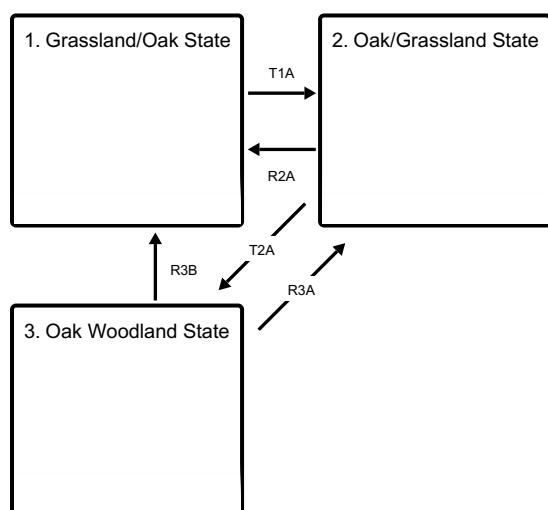 1. Grassland/Oak State
2. Oak/Grassland State
T1A
R2A
T2A
R3B
R3A
3. Oak Woodland State